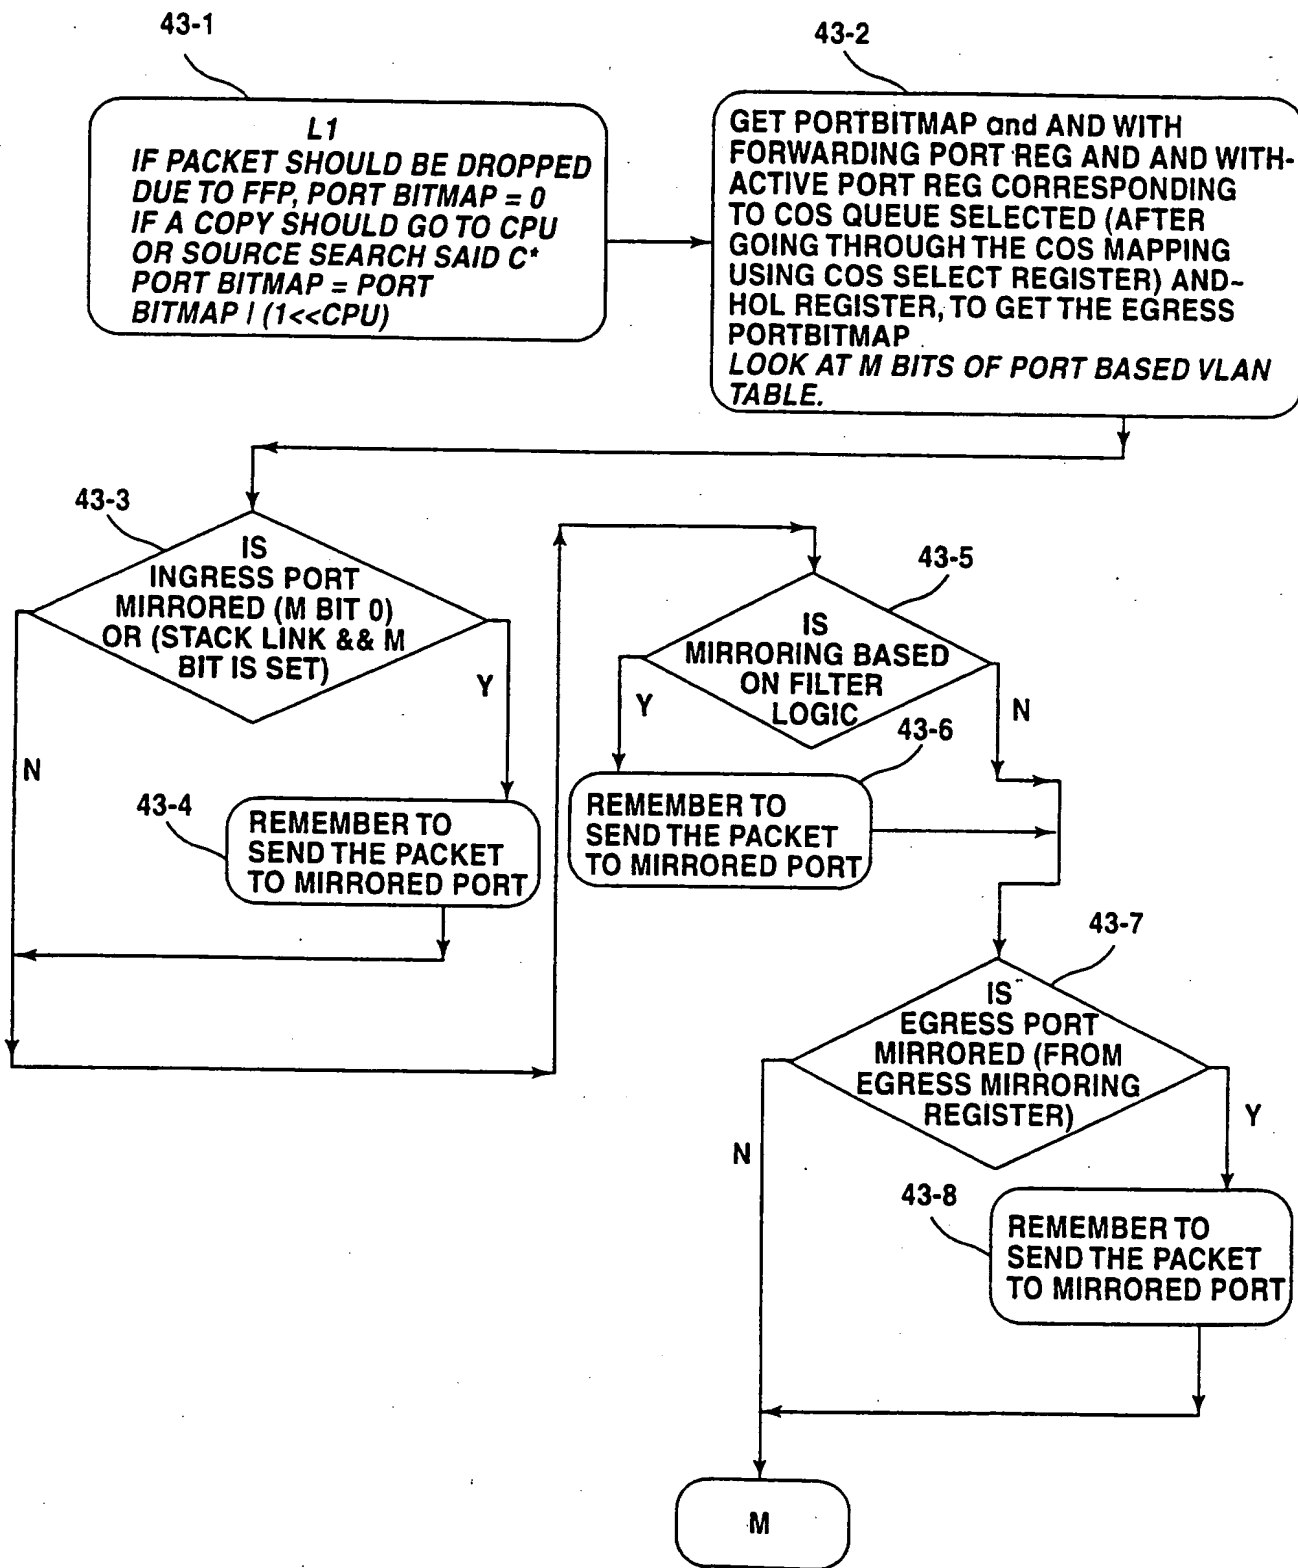 43-1
L1
IF PACKET SHOULD BE DROPPED
DUE TO FFP, PORT BITMAP = 0
IF A COPY SHOULD GO TO CPU
OR SOURCE SEARCH SAID C*
PORT BITMAP = PORT
BITMAP | (1<<CPU)
43-2
GET PORTBITMAP and AND WITH
FORWARDING PORT REG AND AND WITH-
ACTIVE PORT REG CORRESPONDING
TO COS QUEUE SELECTED (AFTER
GOING THROUGH THE COS MAPPING
USING COS SELECT REGISTER) AND~
HOL REGISTER, TO GET THE EGRESS
PORTBITMAP
LOOK AT M BITS OF PORT BASED VLAN
TABLE.
43-3
IS
INGRESS PORT
MIRRORED (M BIT 0)
OR (STACK LINK && M
BIT IS SET)
Y
N
43-4
REMEMBER TO
SEND THE PACKET
TO MIRRORED PORT
43-5
IS
MIRRORING BASED
ON FILTER
LOGIC
Y
N
43-6
REMEMBER TO
SEND THE PACKET
TO MIRRORED PORT
43-7
IS
EGRESS PORT
MIRRORED (FROM
EGRESS MIRRORING
REGISTER)
N
Y
43-8
REMEMBER TO
SEND THE PACKET
TO MIRRORED PORT
M